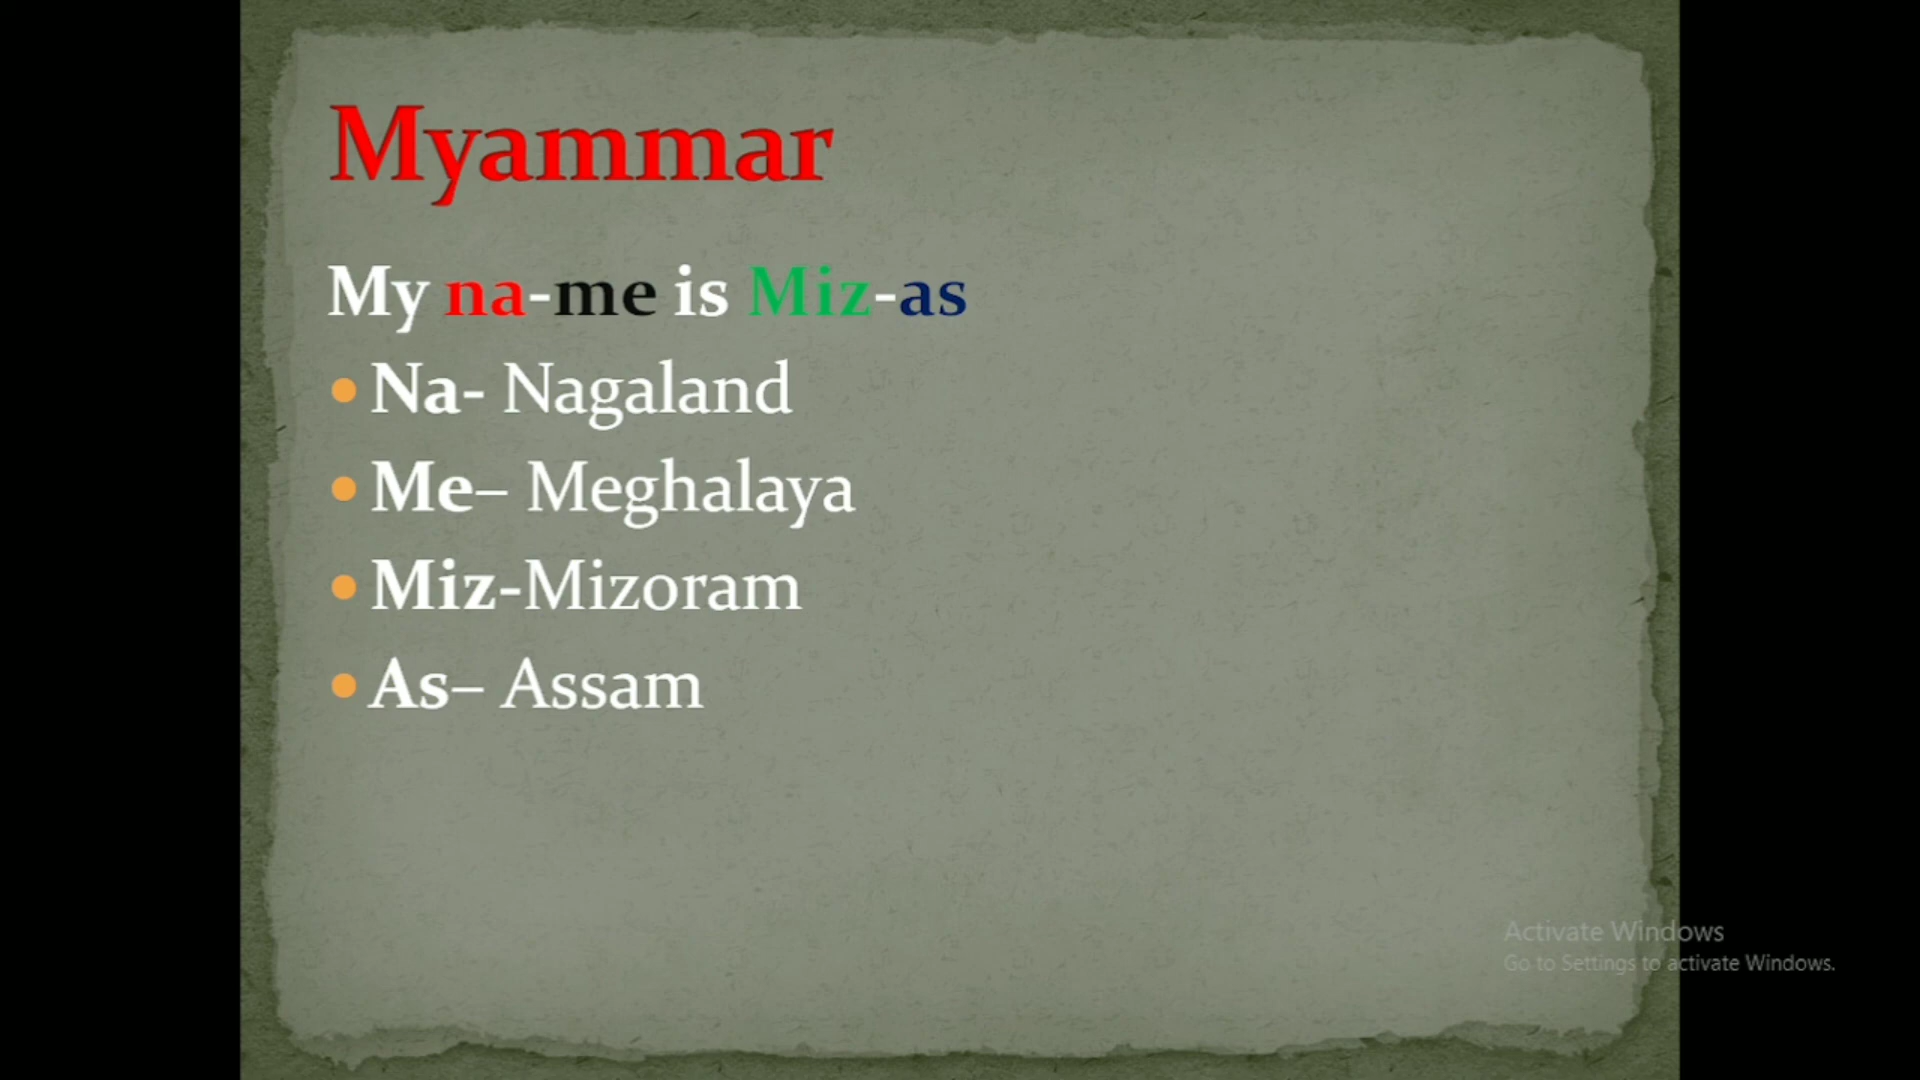 Myammar
My na-me is Miz-as
Na- Nagaland
Me– Meghalaya
Miz-Mizoram
As– Assam
Activate Windows
Go to Settings to activate Windows.